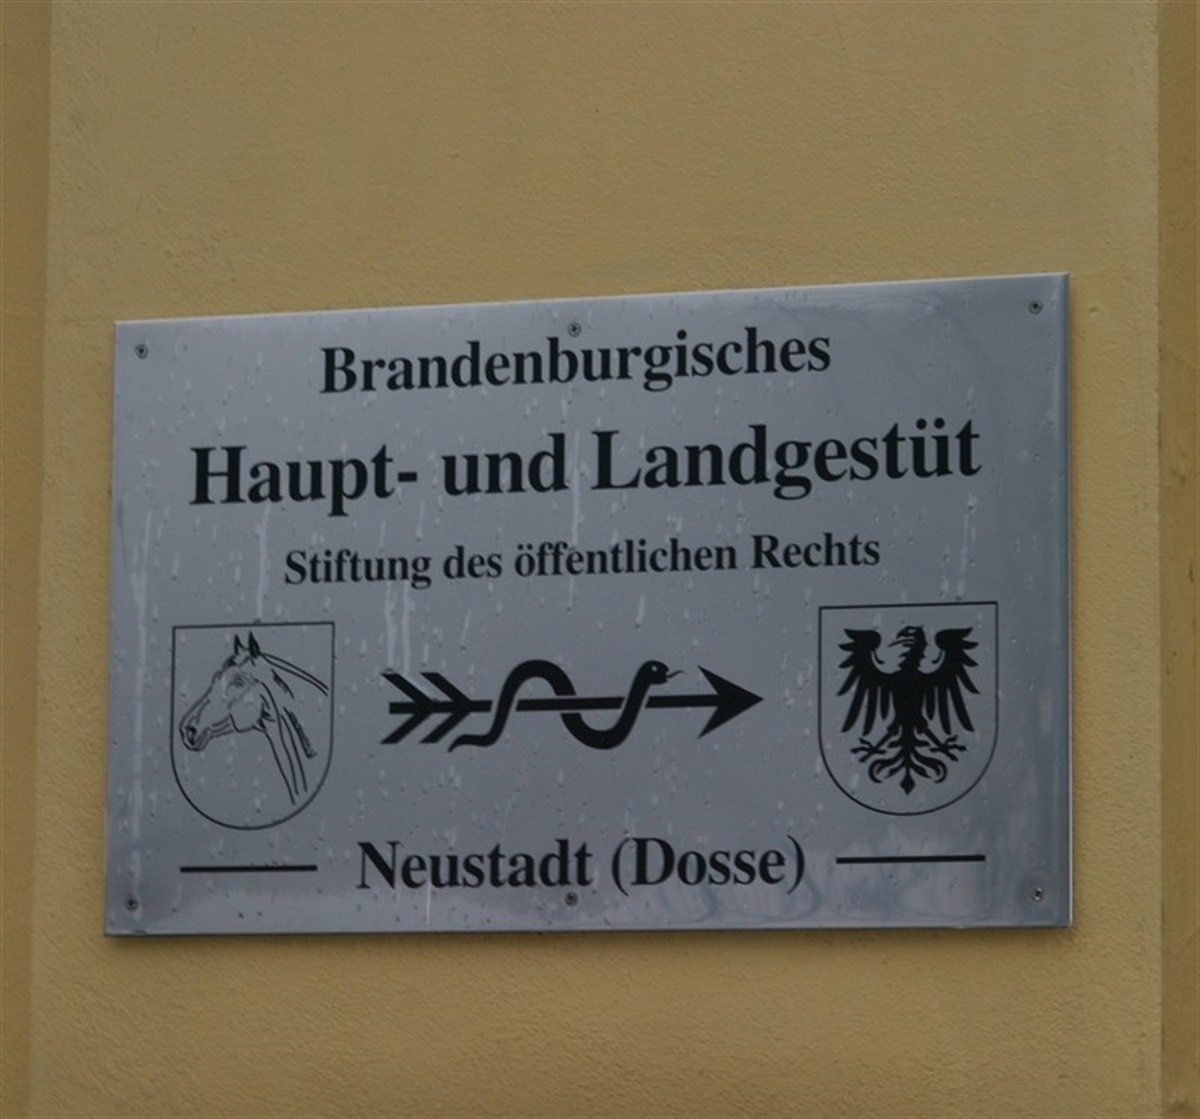 Brandenburgisches
Haupt- und Landgestüt
Stiftung des öffentlichen Rechts
Neustadt (Dosse)